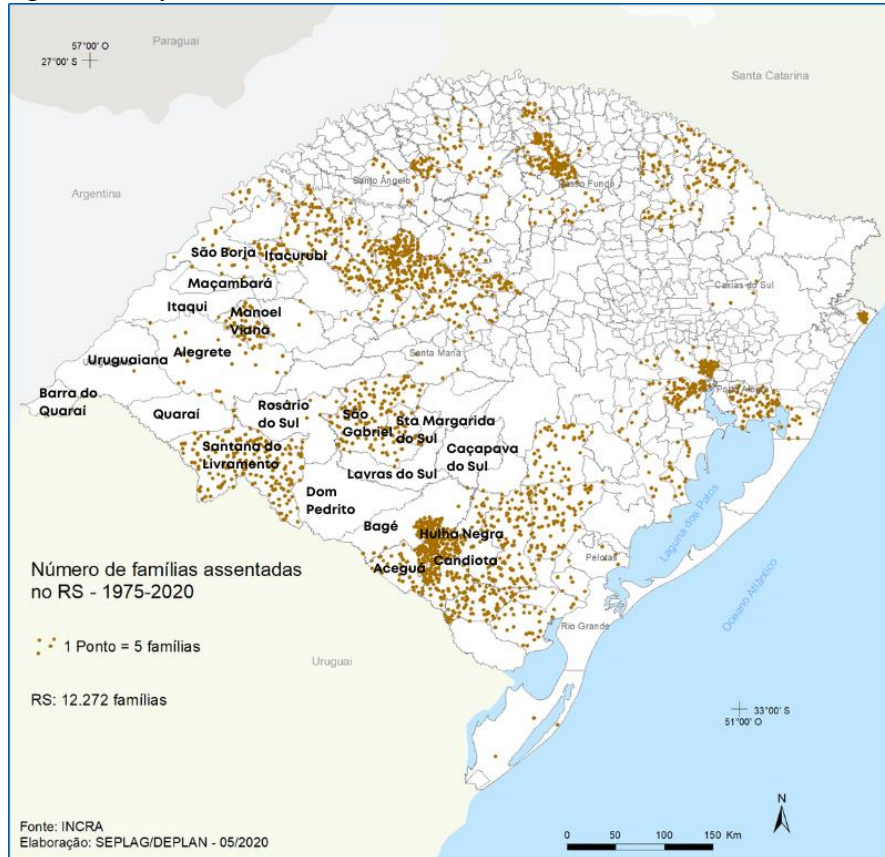 Paraguai
57°00' O
27°00' S
Santa Catarina
Argentina
Santo Ângelo
Passo Fundo
São Borja
Itacurubi
Maçambará
Caxias do Sul
Itaqui
Manoel
Viana
Santa Maria
Alegrete
Uruguaiana
Porto Alegre
Barra do
Quaraí
Quaraí
Rosário
do Sul
São
Gabriel
Sta Margarida
do Sul
Caçapava
do Sul
Santana do
Livramento
Lavras do Sul
Dom
Pedrito
Bagé
Hulha Negra
Candiota
Aceguá
Pelotas
Laguna dos Patos
Oceano Atlântico
Rio Grande
Número de famílias assentadas
no RS - 1975-2020
1 Ponto = 5 famílias
RS: 12.272 famílias
Uruguai
33°00' S
51°00' O
N
Fonte: INCRA
Elaboração: SEPLAG/DEPLAN - 05/2020
0 50 100 150 Km